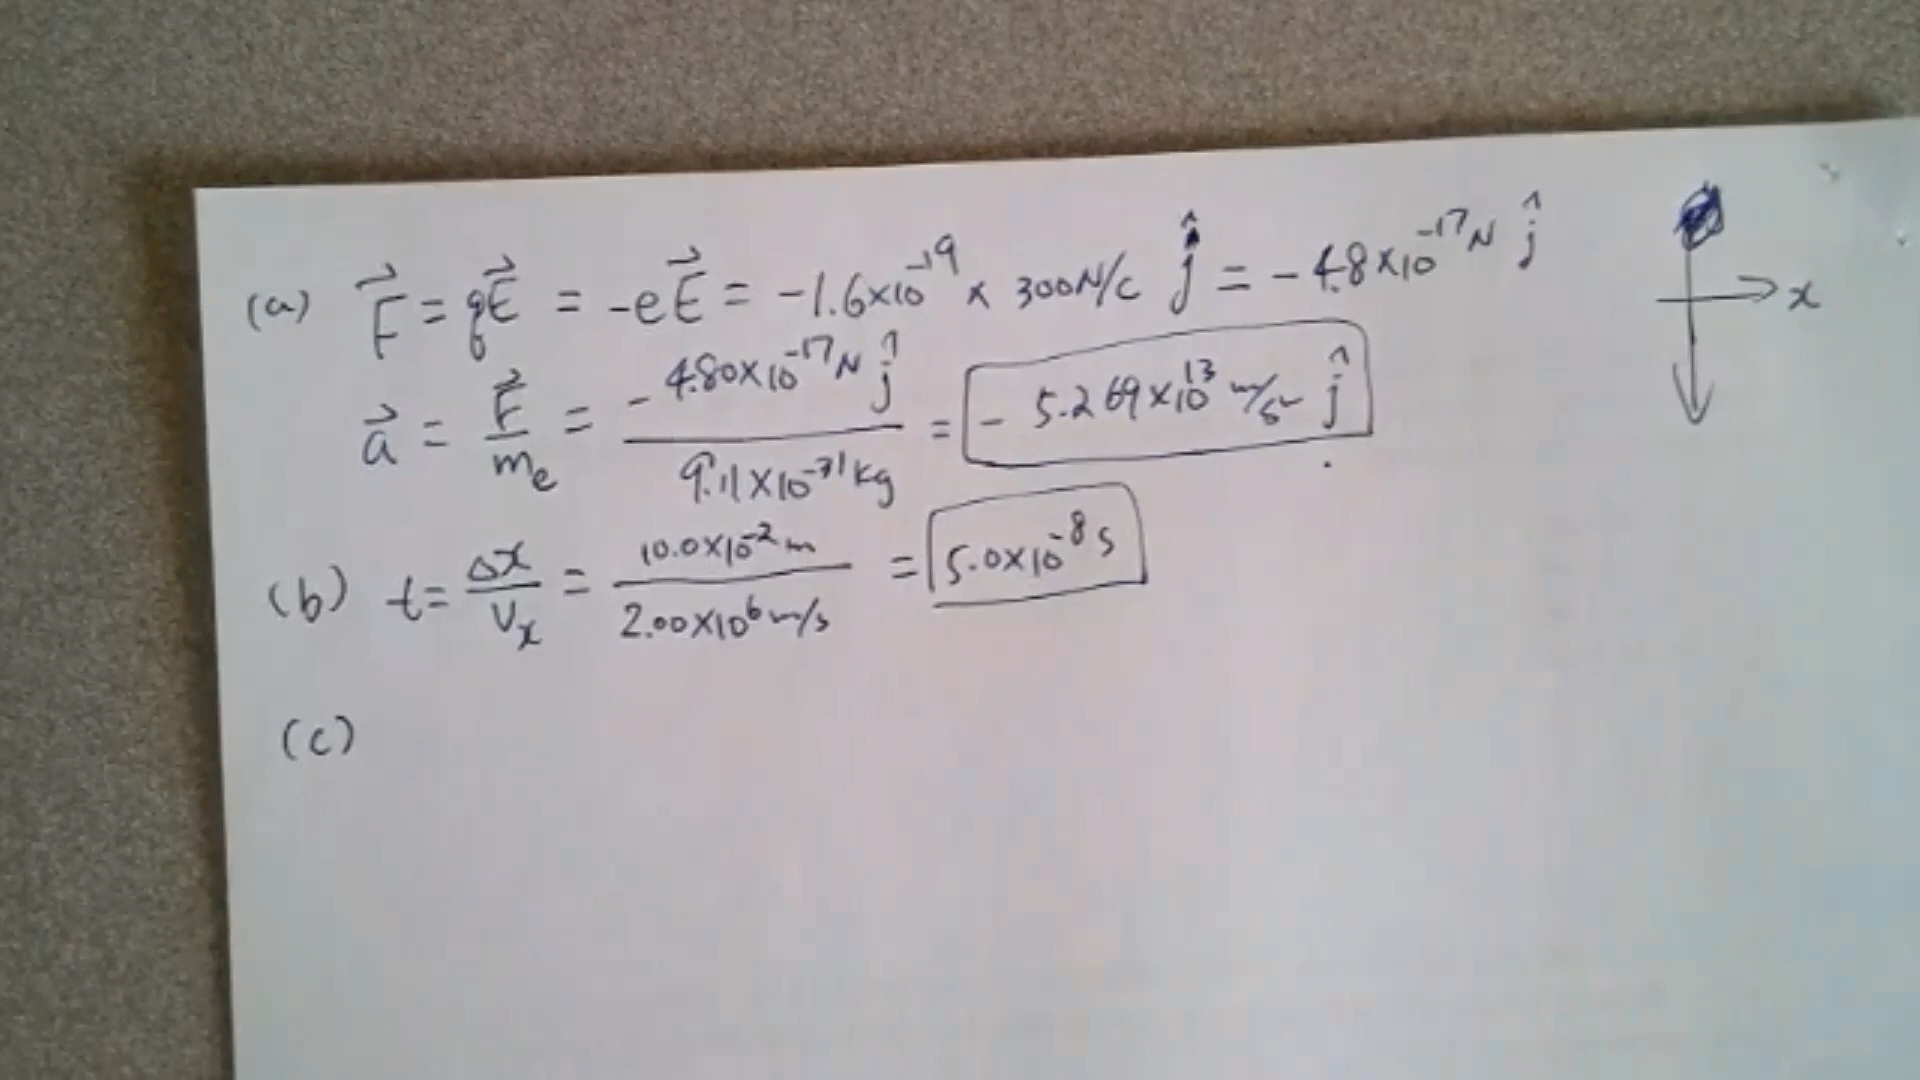 (a) F⃗ = qE⃗ = -eE⃗ = -1.6×10⁻¹⁹ × 300N/C ĵ = -4.8×10⁻¹⁷N ĵ
x
a⃗ = F⃗/mₑ = -4.80×10⁻¹⁷N ĵ / 9.11×10⁻³¹kg = -5.269×10¹³ m/s² ĵ
(b) t = Δx/Vₓ = 10.0×10⁻²m / 2.00×10⁶m/s = 5.0×10⁻⁸s
(c)